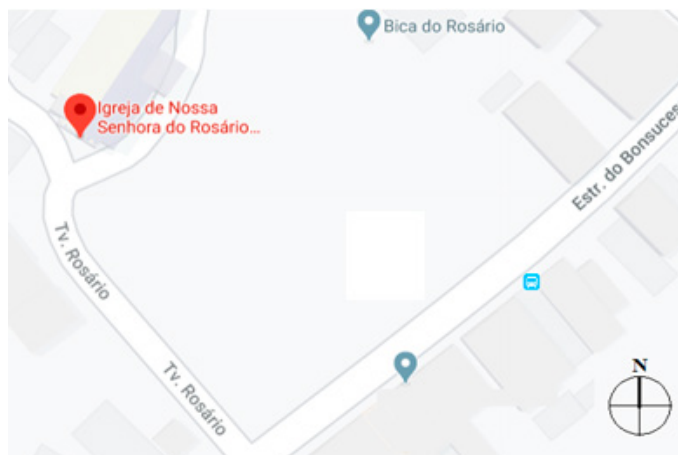 Bica do Rosário
Igreja de Nossa
Senhora do Rosário...
Estr. do Bonsuces
Tv. Rosário
Tv. Rosário
N